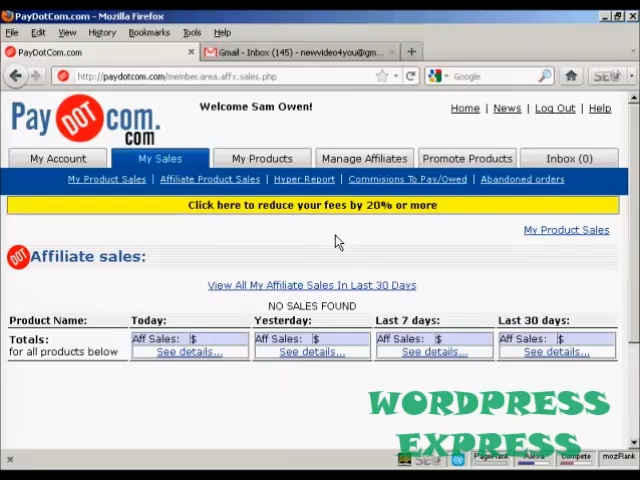 PayDotCom.com - Mozilla Firefox
File Edit View History Bookmarks Tools Help
PayDotCom.com
Gmail - Inbox (145) - newvideo4you@gm...
http://paydotcom.com/member.area.affx.sales.php
Google
Pay DOT com.
com
Welcome Sam Owen!
Home | News | Log Out | Help
My Account My Sales My Products Manage Affiliates Promote Products Inbox (0)
My Product Sales | Affiliate Product Sales | Hyper Report | Commisions To Pay/Owed | Abandoned orders
Click here to reduce your fees by 20% or more
My Product Sales
DOT Affiliate sales:
View All My Affiliate Sales In Last 30 Days
NO SALES FOUND
Product Name: Today: Yesterday: Last 7 days: Last 30 days:
Totals: Aff Sales: $ Aff Sales: $ Aff Sales: $ Aff Sales: $
for all products below See details... See details... See details... See details...
WORDPRESS
EXPRESS
PageRank Alexa Compete mozRank